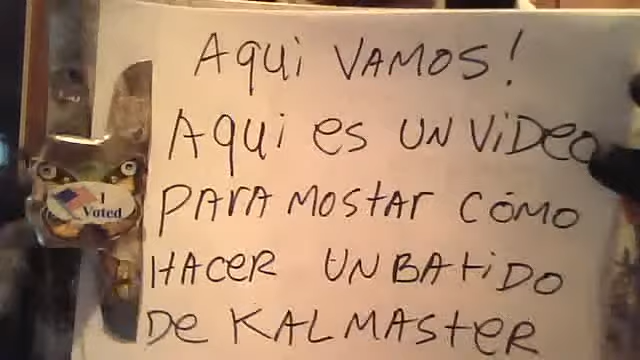 AQUI VAMOS!
AQUI es UN ViDeo
PARA MOStAr CÓMO
HACER UN BAtiDO
De KALMASteR
I
Voted